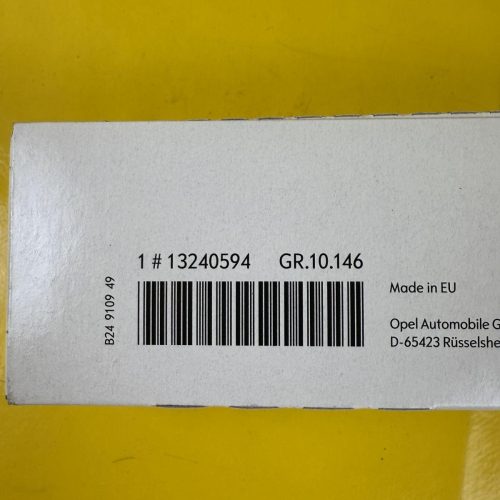 1 # 13240594 GR.10.146
B24 9109 49
Made in EU
Opel Automobile G
D-65423 Rüsselshe